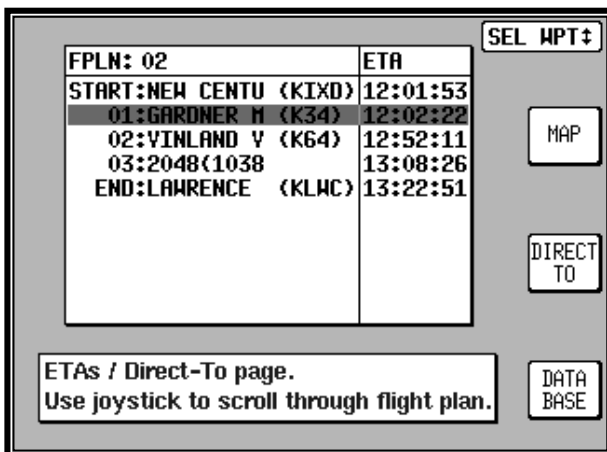 SEL WPT↕
FPLN: 02 ETA
START:NEW CENTU (KIXD) 12:01:53
01:GARDNER M (K34) 12:02:22
02:VINLAND V (K64) 12:52:11
03:2048(1038 13:08:26
END:LAWRENCE (KLWC) 13:22:51
MAP
DIRECT
TO
ETAs / Direct-To page.
Use joystick to scroll through flight plan.
DATA
BASE